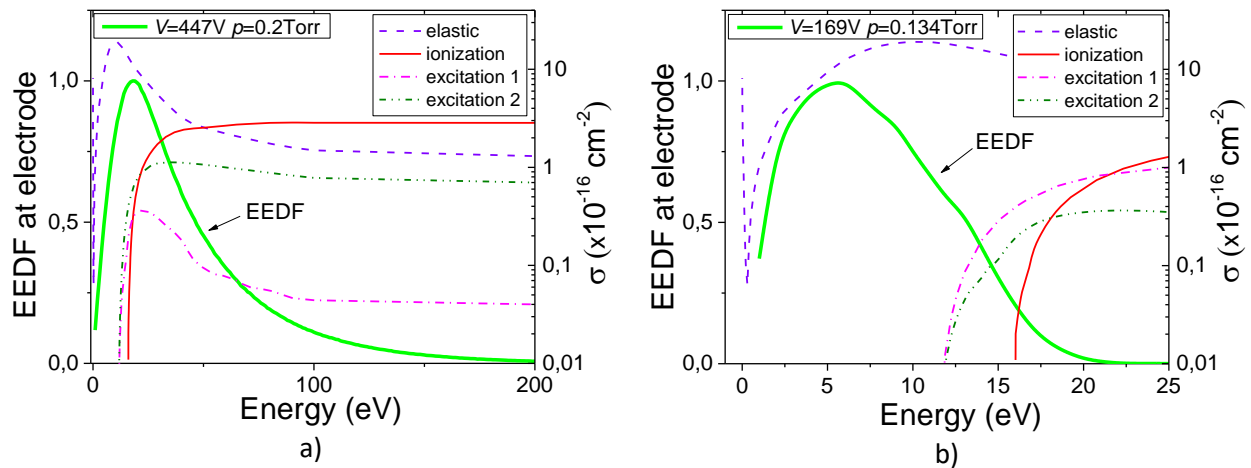 V=447V p=0.2Torr
elastic
ionization
excitation 1
excitation 2
EEDF at electrode
1,0
0,5
0,0
EEDF
10
1
0,1
0,01
σ (x10⁻¹⁶ cm⁻²)
0
50
100
150
200
Energy (eV)
a)
V=169V p=0.134Torr
elastic
ionization
excitation 1
excitation 2
EEDF at electrode
1,0
0,5
0,0
EEDF
10
1
0,1
0,01
σ (x10⁻¹⁶ cm⁻²)
0
5
10
15
20
25
Energy (eV)
b)